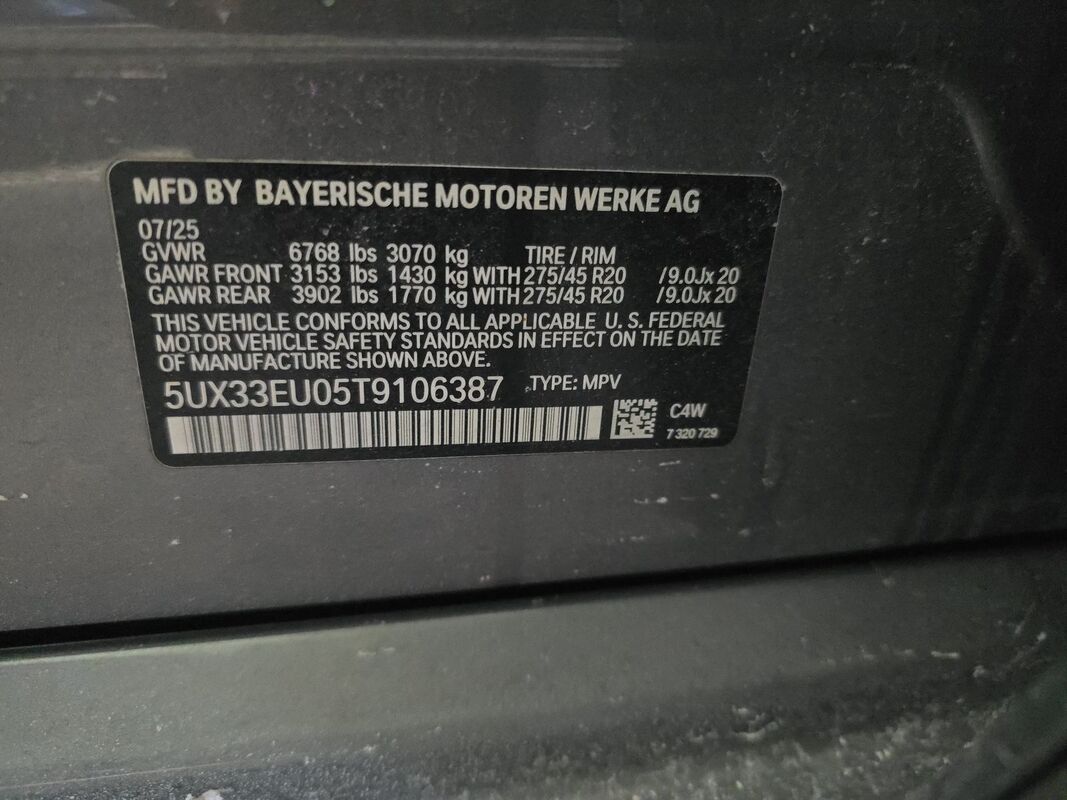 MFD BY BAYERISCHE MOTOREN WERKE AG
07/25
GVWR 6768 lbs 3070 kg TIRE / RIM
GAWR FRONT 3153 lbs 1430 kg WITH 275/45 R20 / 9.0Jx 20
GAWR REAR 3902 lbs 1770 kg WITH 275/45 R20 / 9.0Jx 20
THIS VEHICLE CONFORMS TO ALL APPLICABLE U. S. FEDERAL
MOTOR VEHICLE SAFETY STANDARDS IN EFFECT ON THE DATE
OF MANUFACTURE SHOWN ABOVE.
5UX33EU05T9106387 TYPE: MPV
C4W
7 320 729